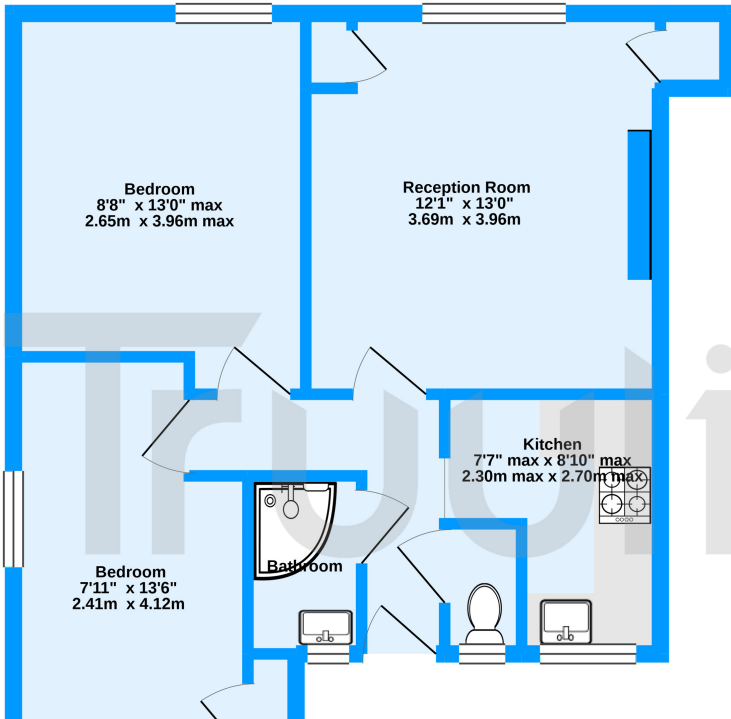 Bedroom
8'8" x 13'0" max
2.65m x 3.96m max
Reception Room
12'1" x 13'0"
3.69m x 3.96m
Kitchen
7'7" max x 8'10" max
2.30m max x 2.70m max
Truuli
Bathroom
Bedroom
7'11" x 13'6"
2.41m x 4.12m